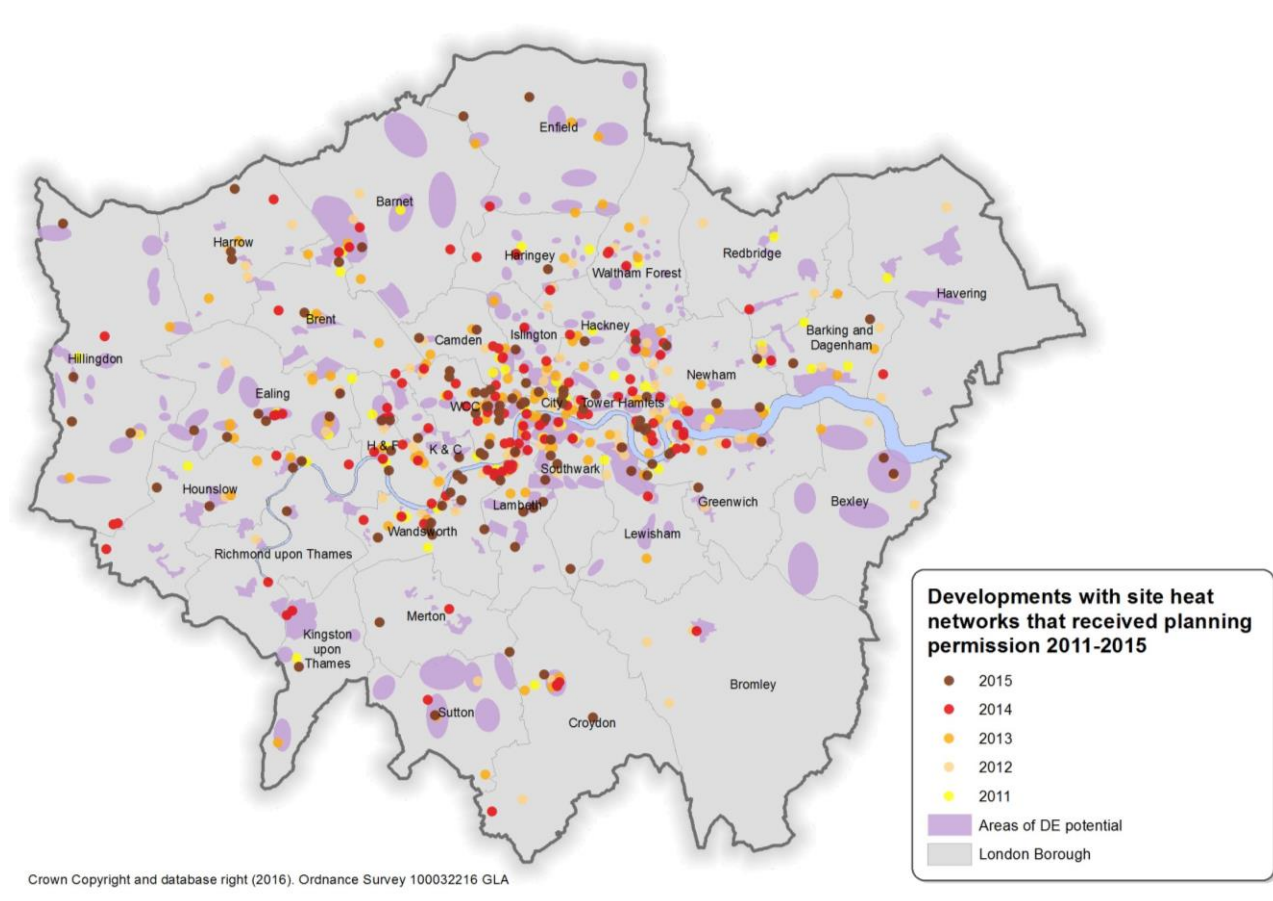 Enfield
Barnet
Harrow
Haringey
Waltham Forest
Redbridge
Havering
Brent
Camden
Islington
Hackney
Barking and
Dagenham
Hillingdon
Ealing
Newham
WCC
City
Tower Hamlets
H & F
K & C
Southwark
Hounslow
Lambeth
Greenwich
Bexley
Wandsworth
Lewisham
Richmond upon Thames
Merton
Kingston
upon
Thames
Bromley
Sutton
Croydon
Developments with site heat
networks that received planning
permission 2011-2015
2015
2014
2013
2012
2011
Areas of DE potential
London Borough
Crown Copyright and database right (2016). Ordnance Survey 100032216 GLA